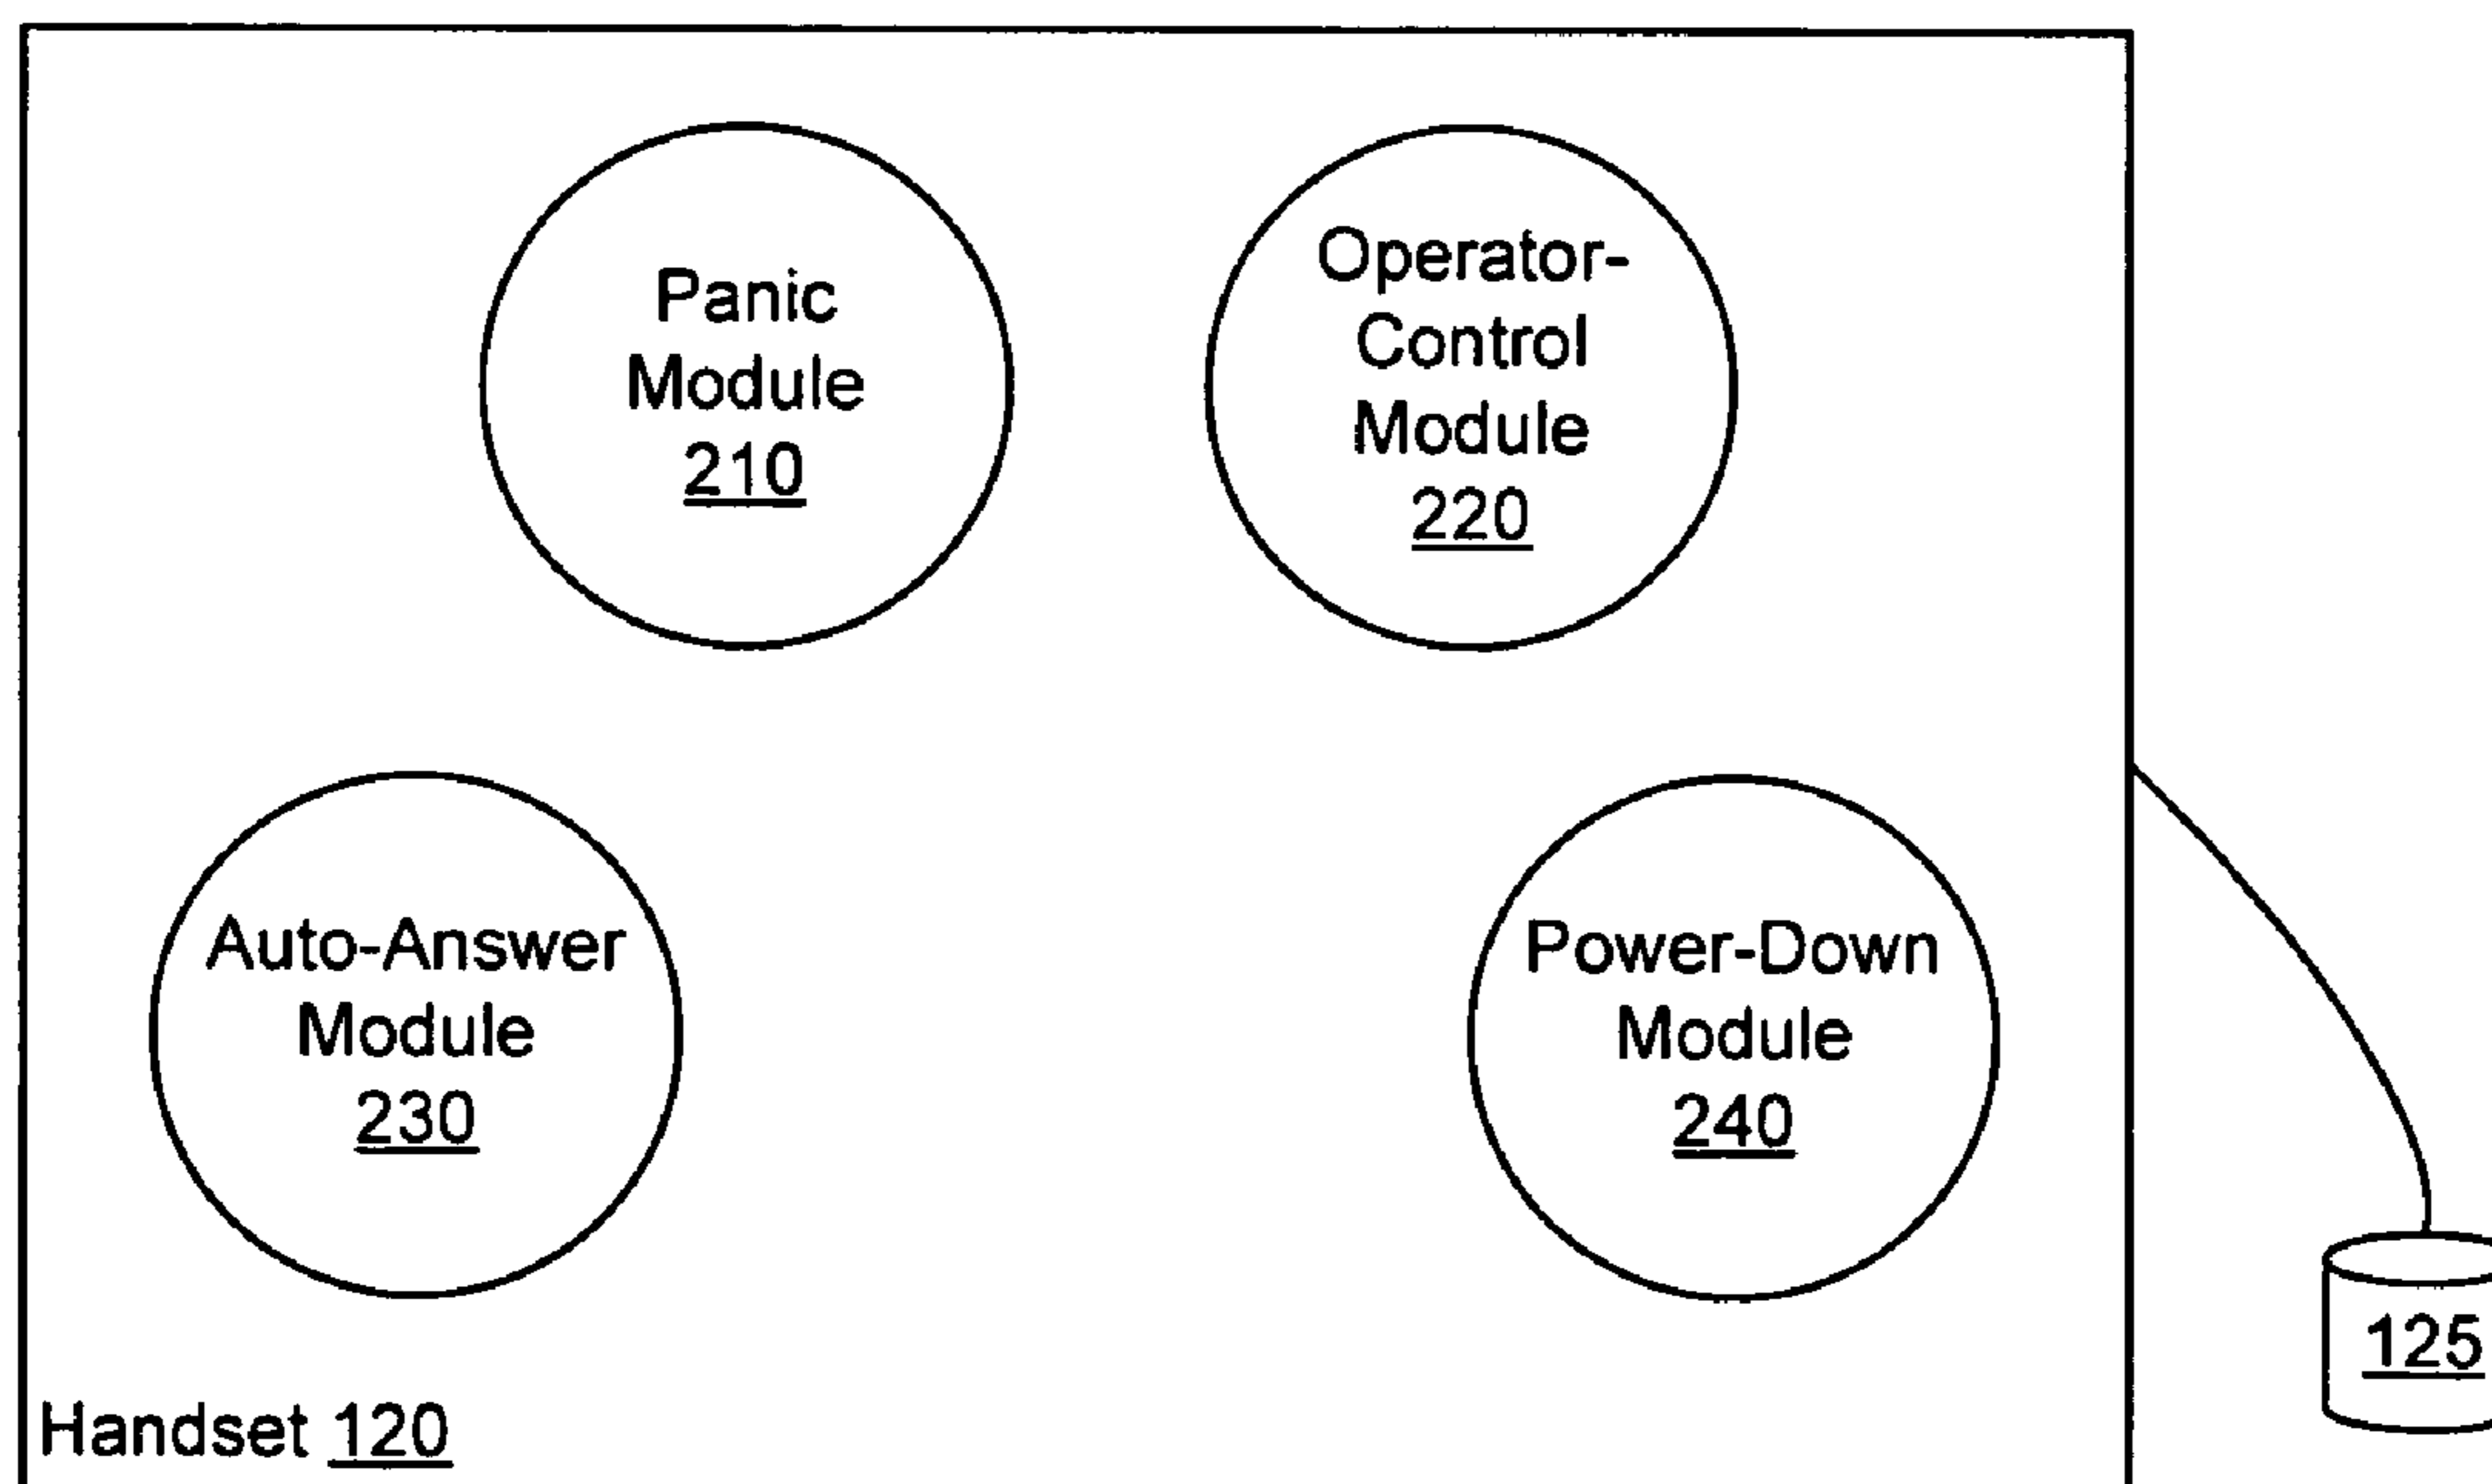 Panic
Module
210
Operator-
Control
Module
220
Auto-Answer
Module
230
Power-Down
Module
240
125
Handset 120